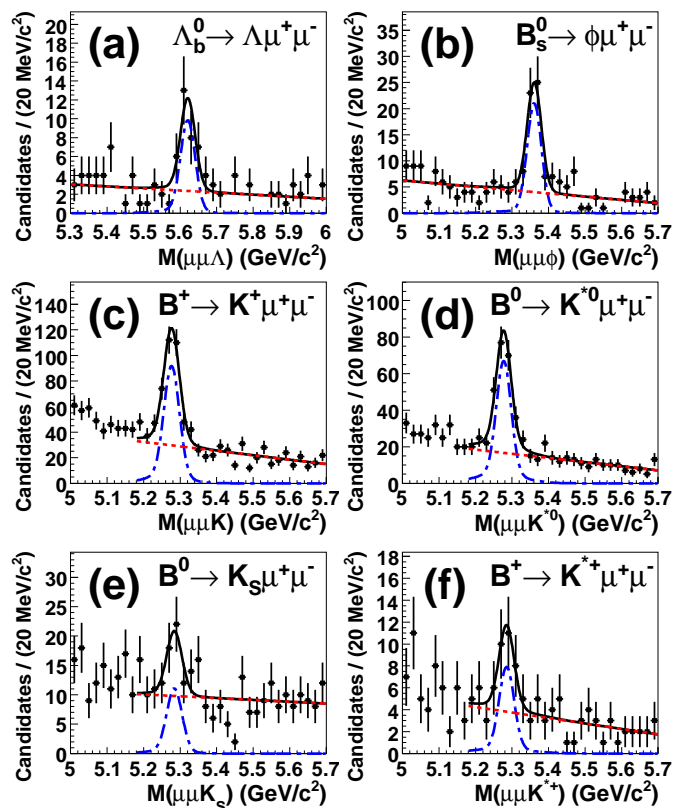 (a) Λb⁰→ Λμ⁺μ⁻
Candidates / (20 MeV/c²)
20
18
16
14
12
10
8
6
4
2
0
5.3 5.4 5.5 5.6 5.7 5.8 5.9 6
M(μμΛ) (GeV/c²)
(b) Bs⁰→ φμ⁺μ⁻
Candidates / (20 MeV/c²)
35
30
25
20
15
10
5
0
5 5.1 5.2 5.3 5.4 5.5 5.6 5.7
M(μμφ) (GeV/c²)
(c) B⁺→ K⁺μ⁺μ⁻
Candidates / (20 MeV/c²)
140
120
100
80
60
40
20
0
5 5.1 5.2 5.3 5.4 5.5 5.6 5.7
M(μμK) (GeV/c²)
(d) B⁰→ K*⁰μ⁺μ⁻
Candidates / (20 MeV/c²)
100
80
60
40
20
0
5 5.1 5.2 5.3 5.4 5.5 5.6 5.7
M(μμK*⁰) (GeV/c²)
(e) B⁰→ KSμ⁺μ⁻
Candidates / (20 MeV/c²)
30
25
20
15
10
5
0
5 5.1 5.2 5.3 5.4 5.5 5.6 5.7
M(μμKS) (GeV/c²)
(f) B⁺→ K*⁺μ⁺μ⁻
Candidates / (20 MeV/c²)
18
16
14
12
10
8
6
4
2
0
5 5.1 5.2 5.3 5.4 5.5 5.6 5.7
M(μμK*⁺) (GeV/c²)